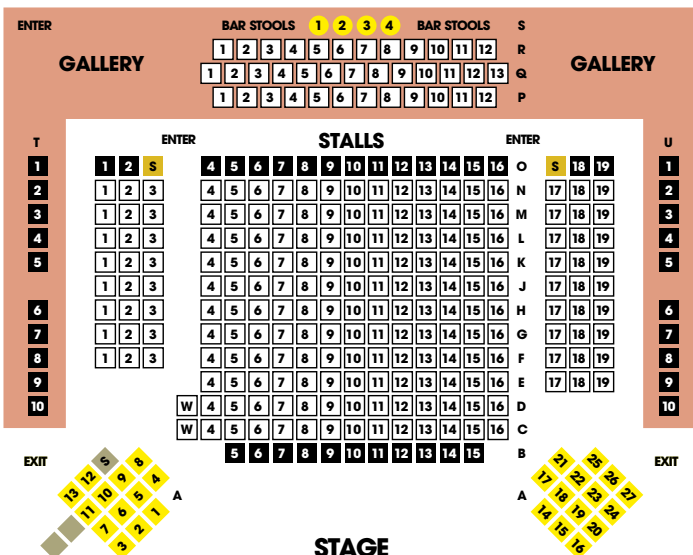 ENTER BAR STOOLS 1 2 3 4 BAR STOOLS S
1 2 3 4 5 6 7 8 9 10 11 12 R
GALLERY 1 2 3 4 5 6 7 8 9 10 11 12 13 Q GALLERY
1 2 3 4 5 6 7 8 9 10 11 12 P
T ENTER STALLS ENTER U
1 1 2 S 4 5 6 7 8 9 10 11 12 13 14 15 16 O S 18 19 1
2 1 2 3 4 5 6 7 8 9 10 11 12 13 14 15 16 N 17 18 19 2
3 1 2 3 4 5 6 7 8 9 10 11 12 13 14 15 16 M 17 18 19 3
4 1 2 3 4 5 6 7 8 9 10 11 12 13 14 15 16 L 17 18 19 4
5 1 2 3 4 5 6 7 8 9 10 11 12 13 14 15 16 K 17 18 19 5
1 2 3 4 5 6 7 8 9 10 11 12 13 14 15 16 J 17 18 19
6 1 2 3 4 5 6 7 8 9 10 11 12 13 14 15 16 H 17 18 19 6
7 1 2 3 4 5 6 7 8 9 10 11 12 13 14 15 16 G 17 18 19 7
8 1 2 3 4 5 6 7 8 9 10 11 12 13 14 15 16 F 17 18 19 8
9 4 5 6 7 8 9 10 11 12 13 14 15 16 E 17 18 19 9
10 W 4 5 6 7 8 9 10 11 12 13 14 15 16 D 10
W 4 5 6 7 8 9 10 11 12 13 14 15 16 C
5 6 7 8 9 10 11 12 13 14 15 B
EXIT EXIT
13 12 S
11 10 9 8
7 6 5 4
3 2 1
A A
21 25
17 22 26
18 23 27
14 19 24
15 20
16
STAGE